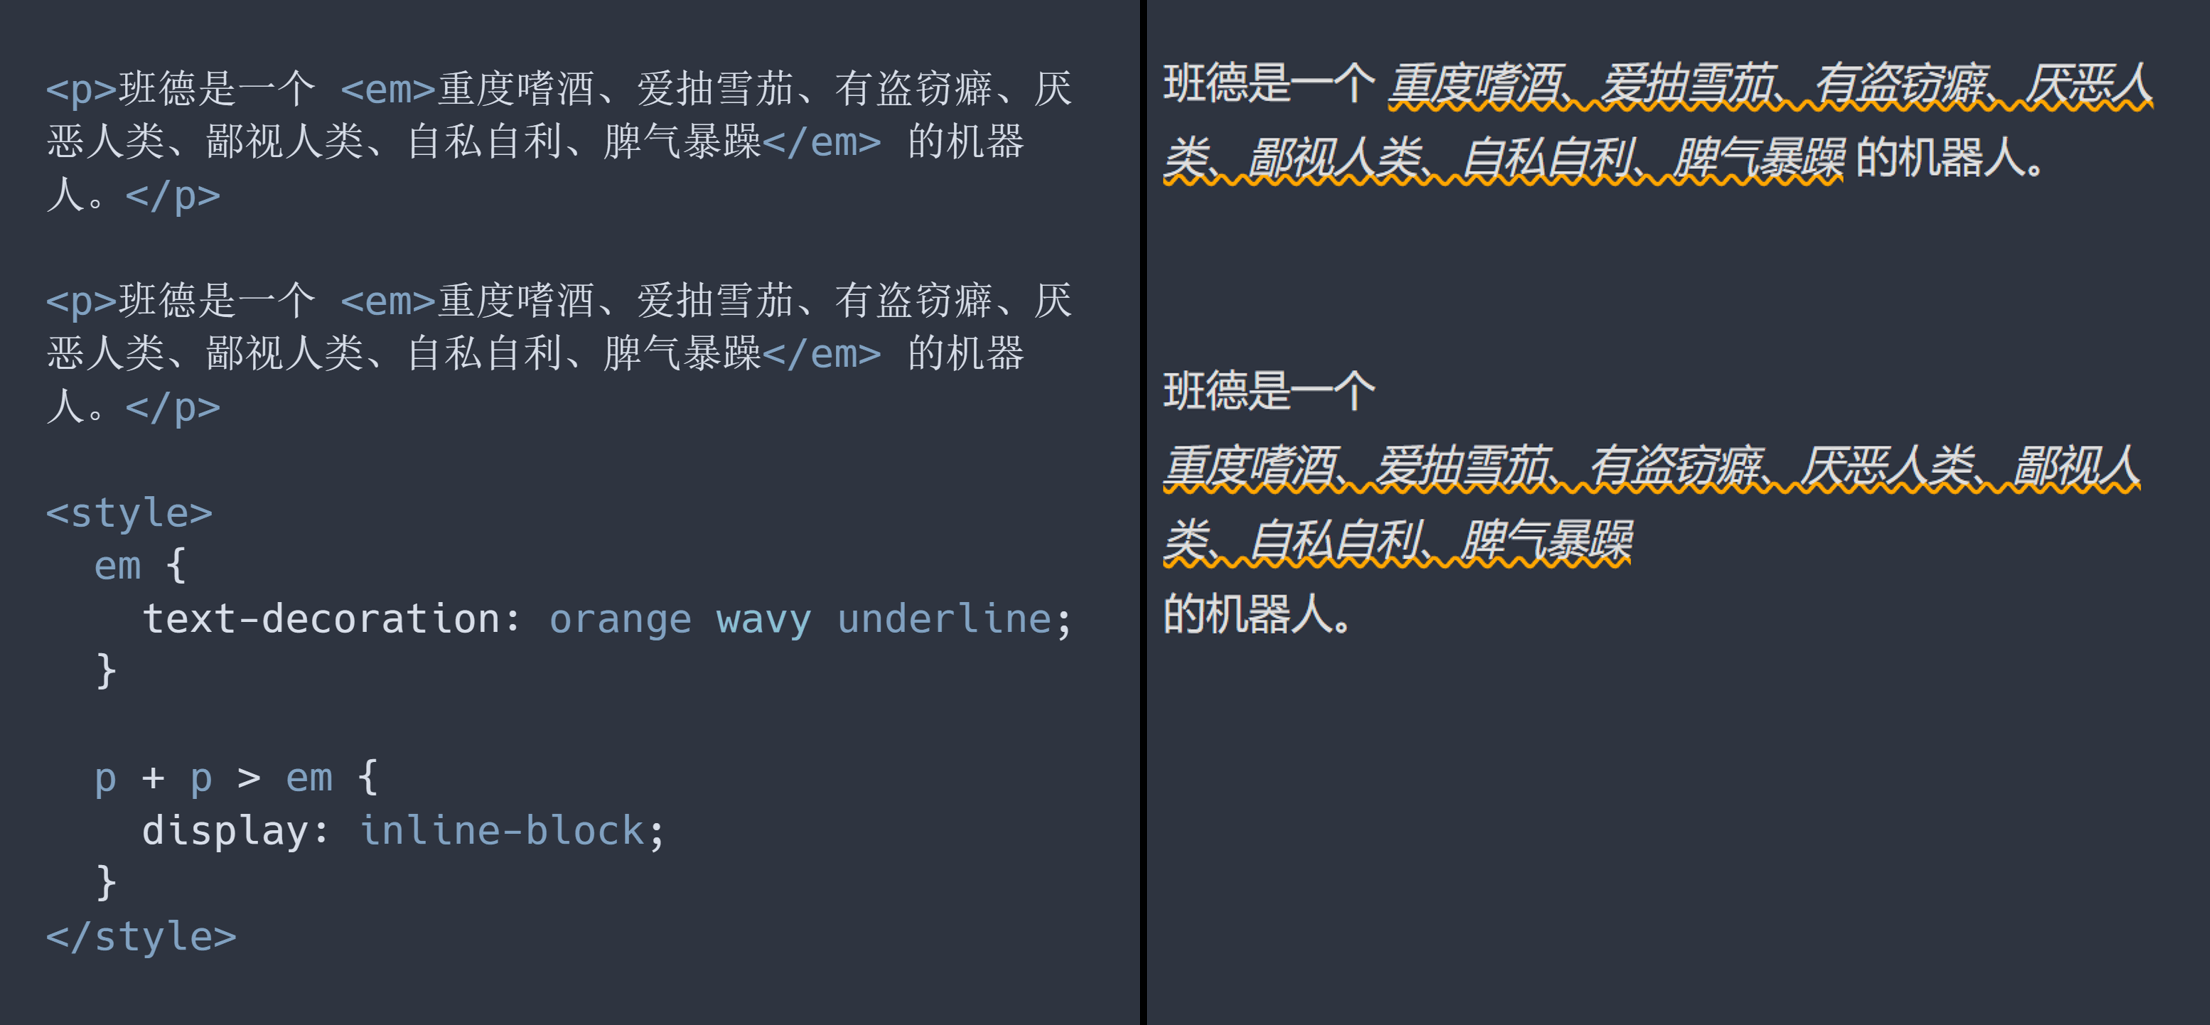 <p>班德是一个 <em>重度嗜酒、爱抽雪茄、有盗窃癖、厌
恶人类、鄙视人类、自私自利、脾气暴躁</em> 的机器
人。</p>
<p>班德是一个 <em>重度嗜酒、爱抽雪茄、有盗窃癖、厌
恶人类、鄙视人类、自私自利、脾气暴躁</em> 的机器
人。</p>
<style>
  em {
    text-decoration: orange wavy underline;
  }
  p + p > em {
    display: inline-block;
  }
</style>
班德是一个 重度嗜酒、爱抽雪茄、有盗窃癖、厌恶人
类、鄙视人类、自私自利、脾气暴躁 的机器人。
班德是一个
重度嗜酒、爱抽雪茄、有盗窃癖、厌恶人类、鄙视人
类、自私自利、脾气暴躁
的机器人。